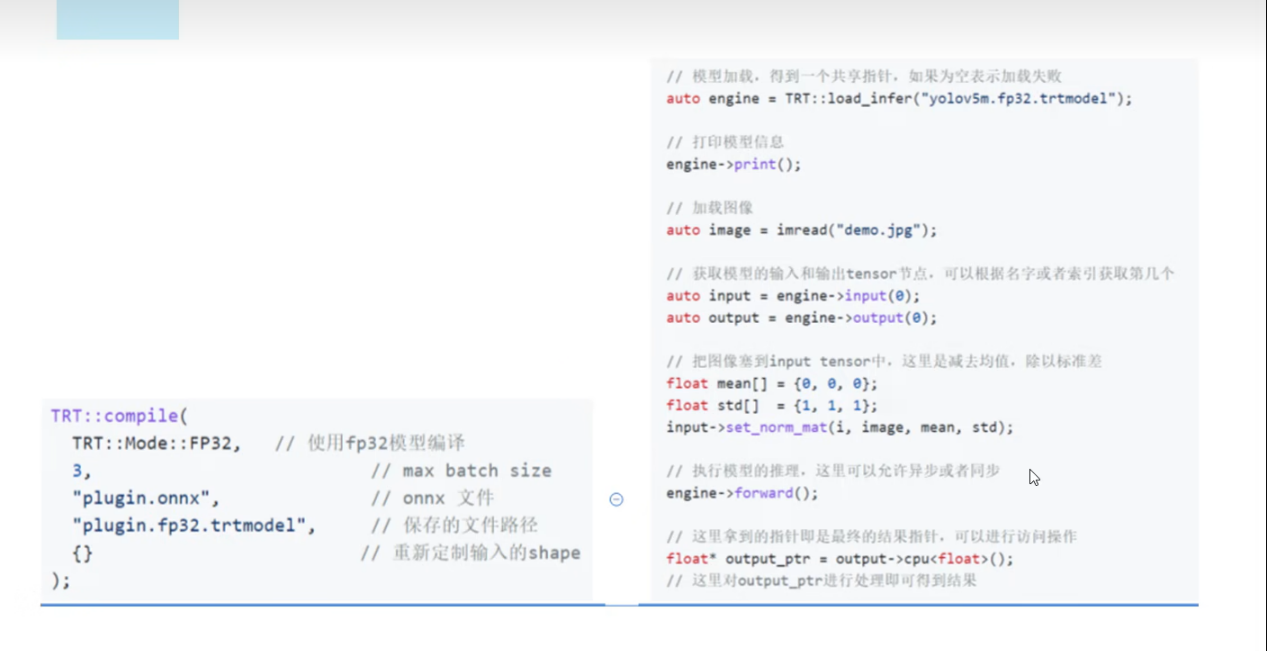 TRT::compile(
TRT::Mode::FP32, // 使用fp32模型编译
3, // max batch size
"plugin.onnx", // onnx 文件
"plugin.fp32.trtmodel", // 保存的文件路径
{} // 重新定制输入的shape
);
// 模型加载，得到一个共享指针，如果为空表示加载失败
auto engine = TRT::load_infer("yolov5m.fp32.trtmodel");
// 打印模型信息
engine->print();
// 加载图像
auto image = imread("demo.jpg");
// 获取模型的输入和输出tensor节点，可以根据名字或者索引获取第几个
auto input = engine->input(0);
auto output = engine->output(0);
// 把图像塞到input tensor中，这里是减去均值，除以标准差
float mean[] = {0, 0, 0};
float std[] = {1, 1, 1};
input->set_norm_mat(i, image, mean, std);
// 执行模型的推理，这里可以允许异步或者同步
engine->forward();
// 这里拿到的指针即是最终的结果指针，可以进行访问操作
float* output_ptr = output->cpu<float>();
// 这里对output_ptr进行处理即可得到结果